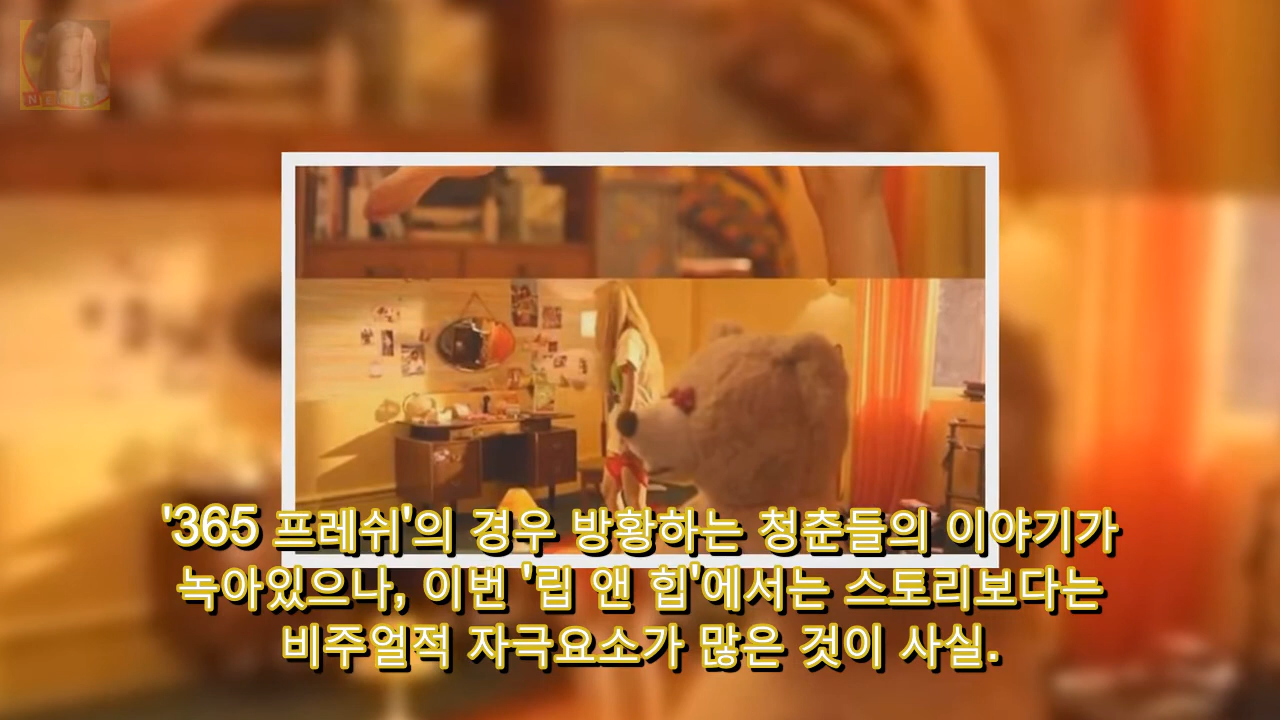 NEWS
'365 프레쉬'의 경우 방황하는 청춘들의 이야기가
녹아있으나, 이번 '립 앤 힙'에서는 스토리보다는
비주얼적 자극요소가 많은 것이 사실.